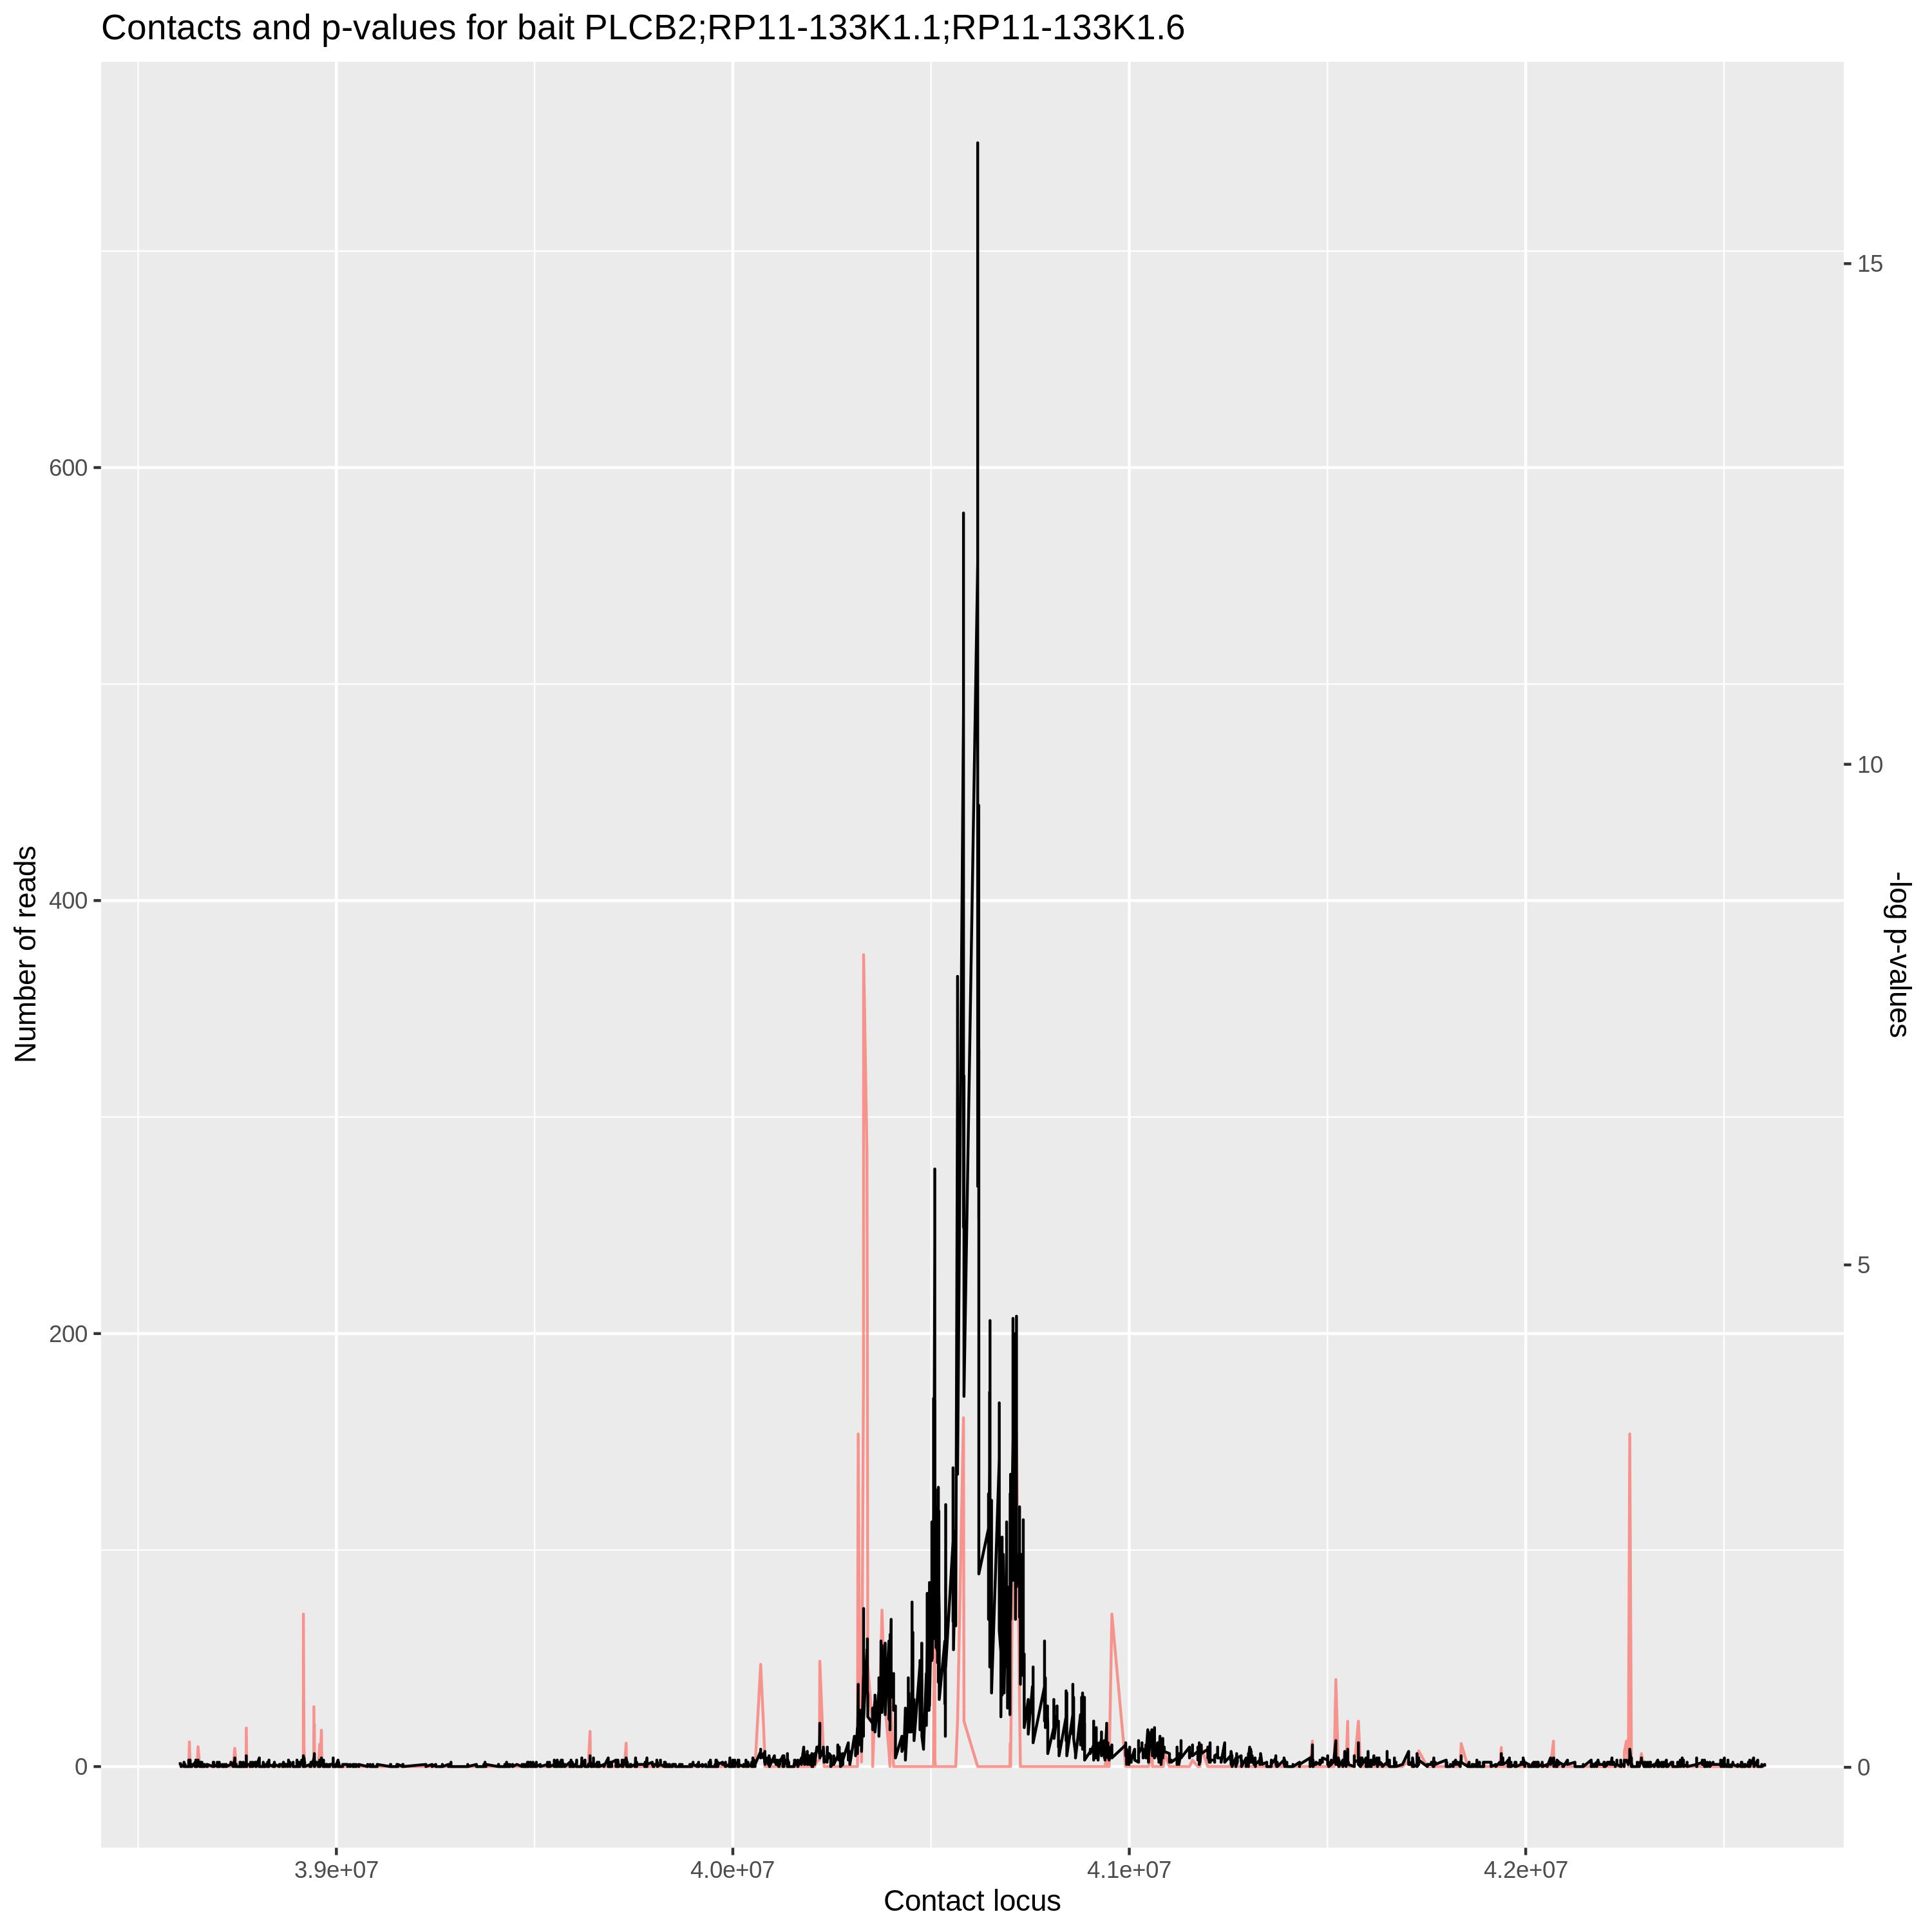 Contacts and p-values for bait PLCB2;RP11-133K1.1;RP11-133K1.6
Number of reads
600
400
200
0
15
10
5
0
-log p-values
3.9e+07
4.0e+07
4.1e+07
4.2e+07
Contact locus